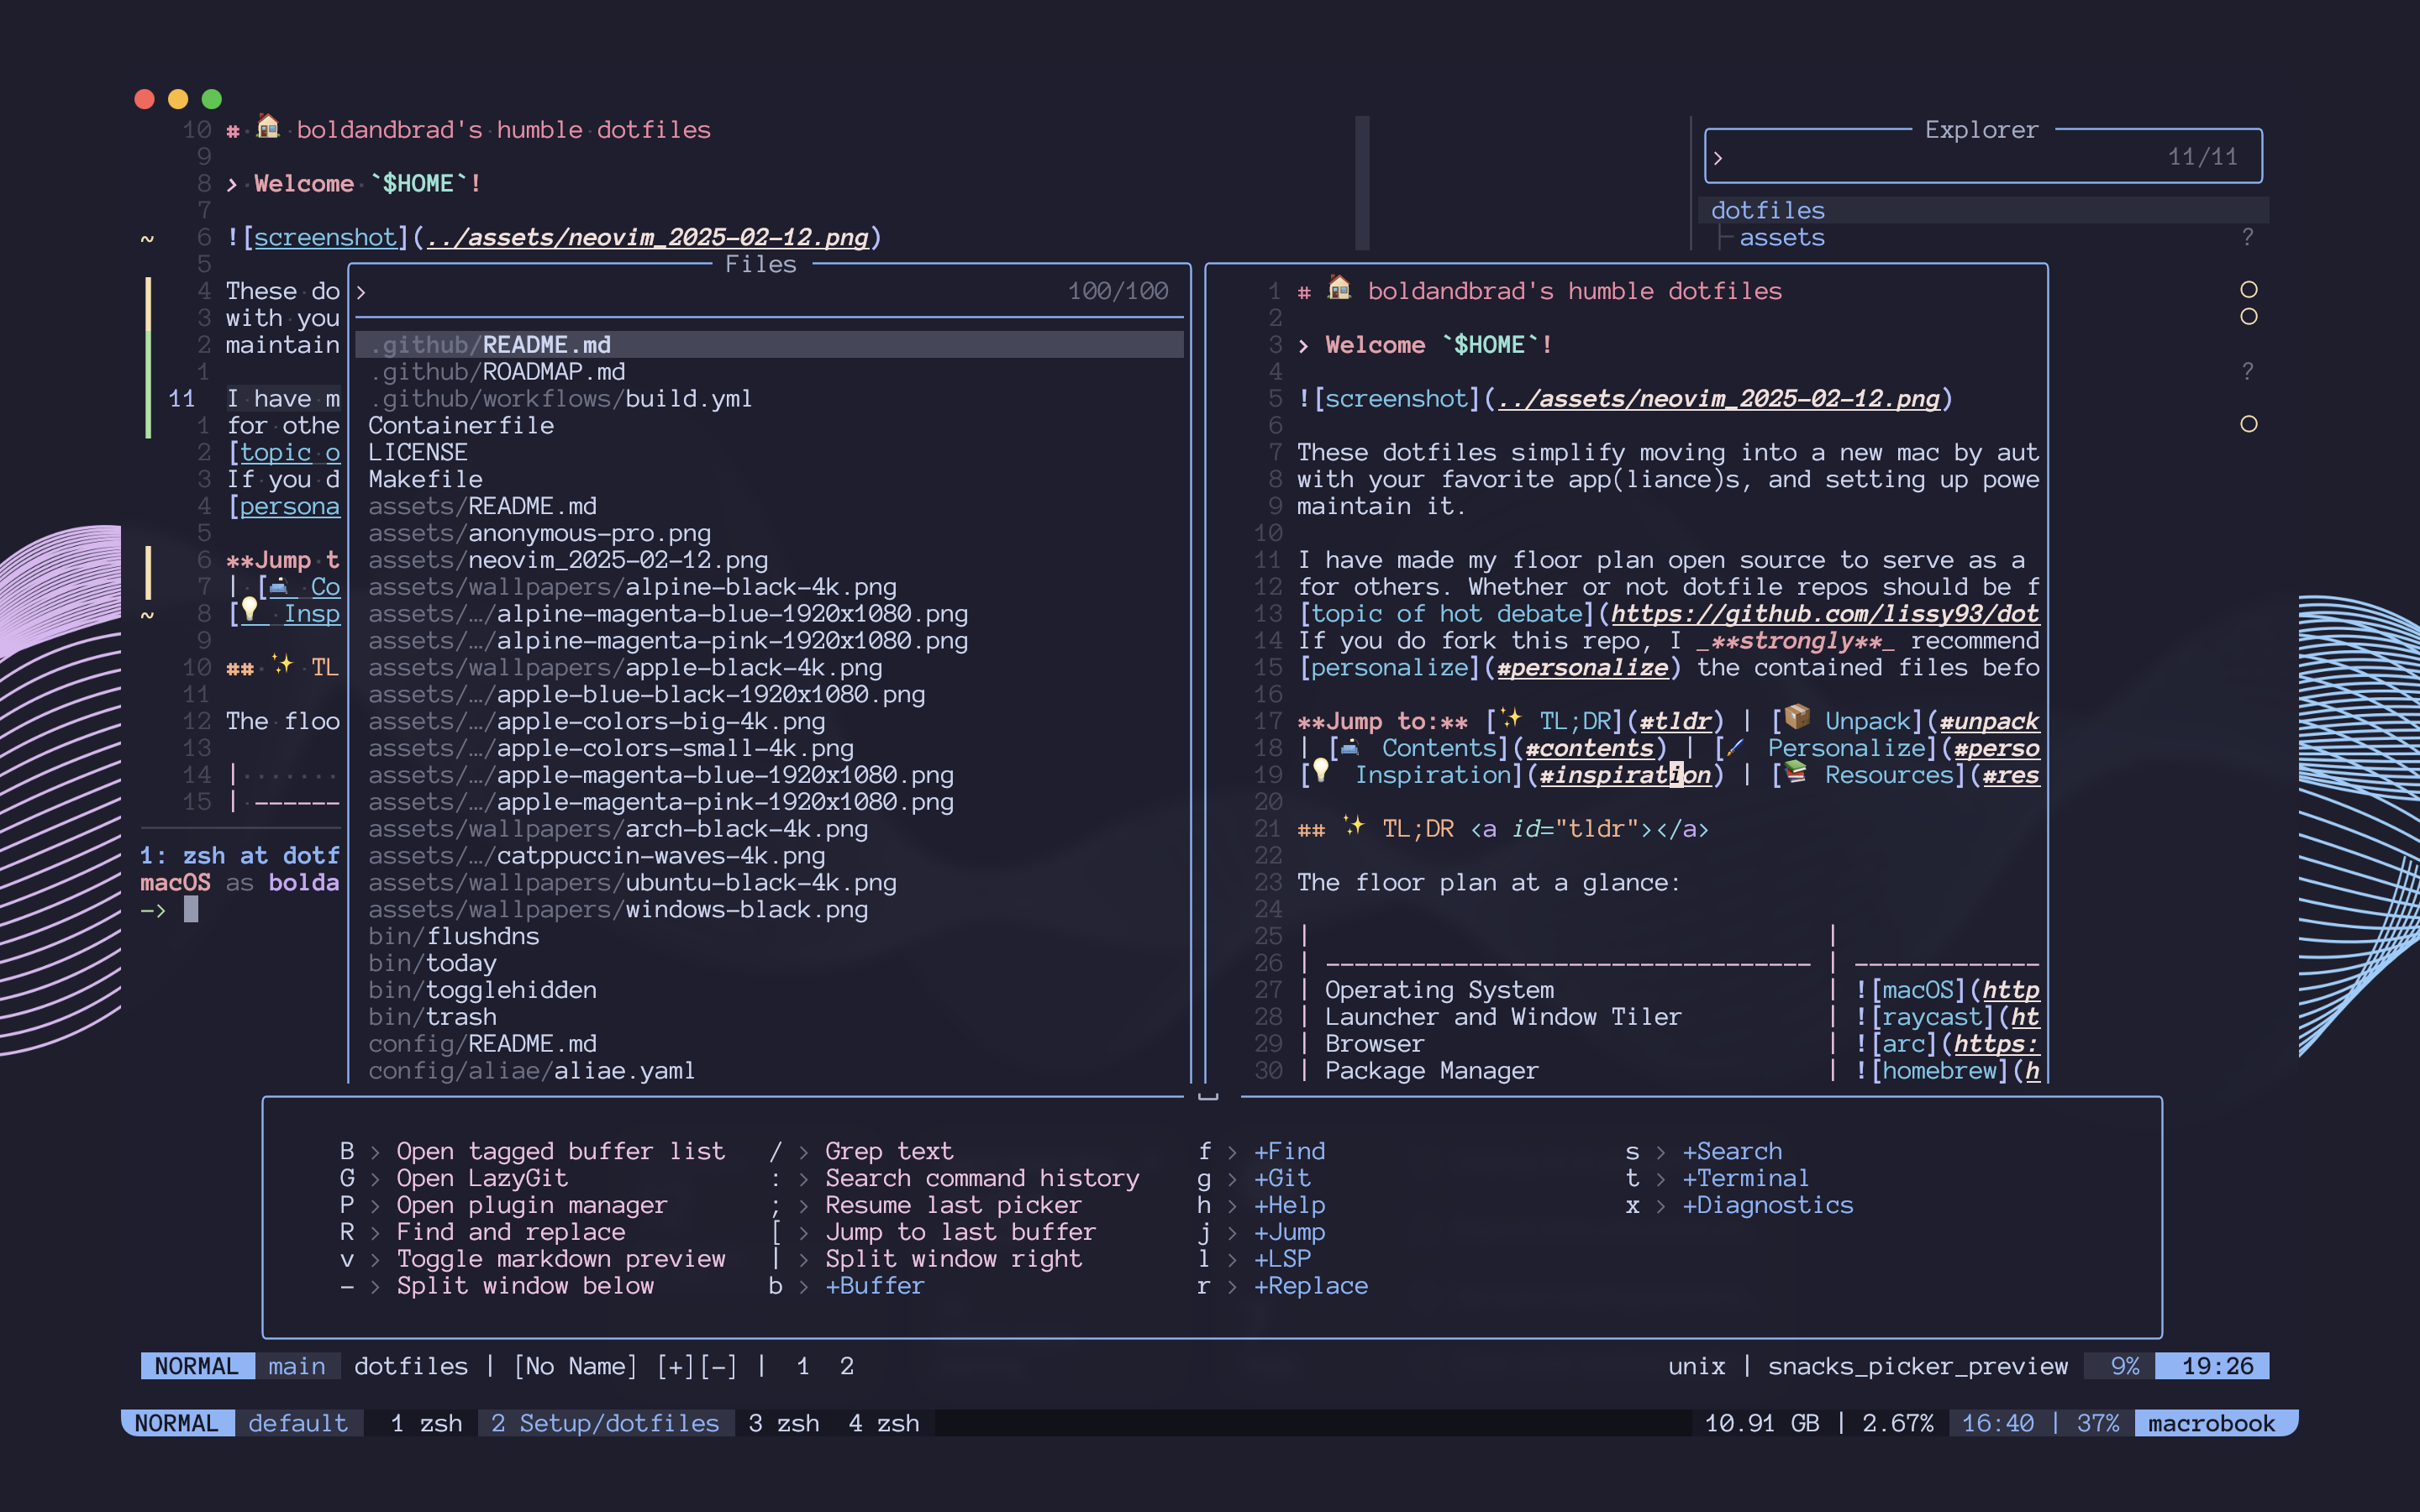 10 # 🏠 boldandbrad's humble dotfiles
9
8 > Welcome `$HOME`!
7
~ 6 ![screenshot](../assets/neovim_2025-02-12.png)
5
4 These do
3 with you
2 maintain
1
11 I have m
1 for othe
2 [topic o
3 If you d
4 [persona
5
6 **Jump t
7 | [🛋️ Co
~ 8 [💡 Insp
9
10 ## ✨ TL
11
12 The floo
13
14 |·······
15 | ------
1: zsh at dotf
macOS as bolda
->
Explorer
> 11/11
dotfiles
assets ?
?
Files
> 100/100
.github/README.md
.github/ROADMAP.md
.github/workflows/build.yml
Containerfile
LICENSE
Makefile
assets/README.md
assets/anonymous-pro.png
assets/neovim_2025-02-12.png
assets/wallpapers/alpine-black-4k.png
assets/…/alpine-magenta-blue-1920x1080.png
assets/…/alpine-magenta-pink-1920x1080.png
assets/wallpapers/apple-black-4k.png
assets/…/apple-blue-black-1920x1080.png
assets/…/apple-colors-big-4k.png
assets/…/apple-colors-small-4k.png
assets/…/apple-magenta-blue-1920x1080.png
assets/…/apple-magenta-pink-1920x1080.png
assets/wallpapers/arch-black-4k.png
assets/…/catppuccin-waves-4k.png
assets/wallpapers/ubuntu-black-4k.png
assets/wallpapers/windows-black.png
bin/flushdns
bin/today
bin/togglehidden
bin/trash
config/README.md
config/aliae/aliae.yaml
1 # 🏠 boldandbrad's humble dotfiles
2
3 > Welcome `$HOME`!
4
5 ![screenshot](../assets/neovim_2025-02-12.png)
6
7 These dotfiles simplify moving into a new mac by aut
8 with your favorite app(liance)s, and setting up powe
9 maintain it.
10
11 I have made my floor plan open source to serve as a
12 for others. Whether or not dotfile repos should be f
13 [topic of hot debate](https://github.com/lissy93/dot
14 If you do fork this repo, I _**strongly**_ recommend
15 [personalize](#personalize) the contained files befo
16
17 **Jump to:** [✨ TL;DR](#tldr) | [📦 Unpack](#unpack
18 | [🛋️ Contents](#contents) | [🖌️ Personalize](#perso
19 [💡 Inspiration](#inspiration) | [📚 Resources](#res
20
21 ## ✨ TL;DR <a id="tldr"></a>
22
23 The floor plan at a glance:
24
25 | |
26 | ---------------------------------- | -------------
27 | Operating System | ![macOS](http
28 | Launcher and Window Tiler | ![raycast](ht
29 | Browser | ![arc](https:
30 | Package Manager | ![homebrew](h
B > Open tagged buffer list / > Grep text f > +Find s > +Search
G > Open LazyGit : > Search command history g > +Git t > +Terminal
P > Open plugin manager ; > Resume last picker h > +Help x > +Diagnostics
R > Find and replace [ > Jump to last buffer j > +Jump
v > Toggle markdown preview | > Split window right l > +LSP
- > Split window below b > +Buffer r > +Replace
NORMAL main dotfiles | [No Name] [+][-] | 1 2 unix | snacks_picker_preview 9% 19:26
NORMAL default 1 zsh 2 Setup/dotfiles 3 zsh 4 zsh 10.91 GB | 2.67% 16:40 | 37% macrobook